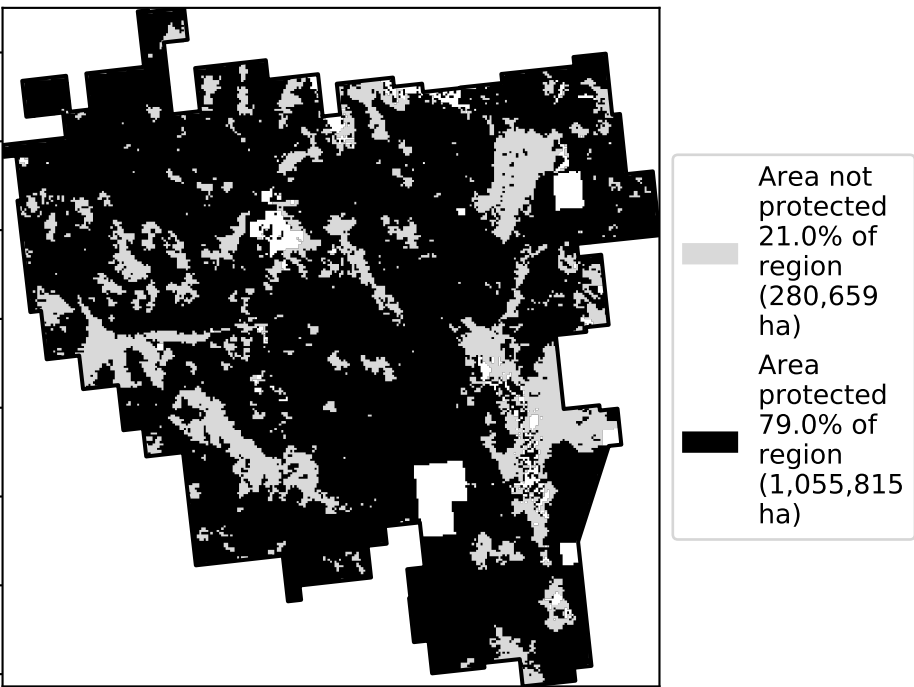 Area not
protected
21.0% of
region
(280,659
ha)
Area
protected
79.0% of
region
(1,055,815
ha)